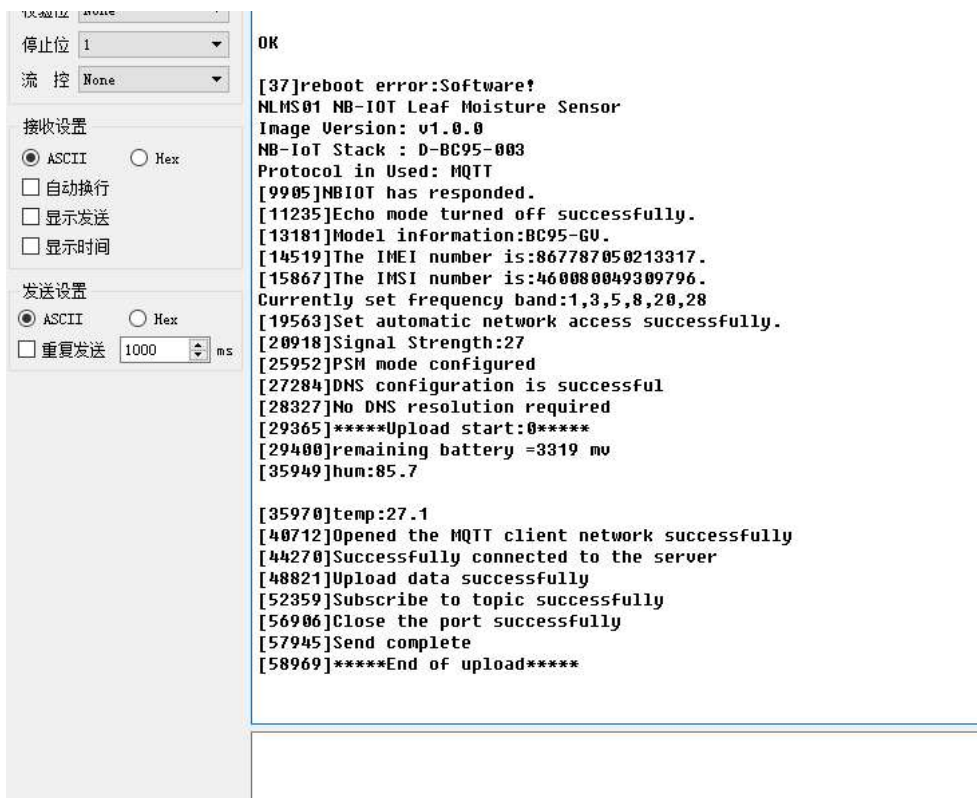 停止位 1
流 控 None
接收设置
ASCII Hex
自动换行
显示发送
显示时间
发送设置
ASCII Hex
重复发送 1000 ms
OK
[37]reboot error:Software!
NLMS01 NB-IOT Leaf Moisture Sensor
Image Version: v1.0.0
NB-IoT Stack : D-BC95-003
Protocol in Used: MQTT
[9905]NBIOT has responded.
[11235]Echo mode turned off successfully.
[13181]Model information:BC95-GV.
[14519]The IMEI number is:867787050213317.
[15867]The IMSI number is:460080049309796.
Currently set frequency band:1,3,5,8,20,28
[19563]Set automatic network access successfully.
[20918]Signal Strength:27
[25952]PSM mode configured
[27284]DNS configuration is successful
[28327]No DNS resolution required
[29365]*****Upload start:0*****
[29400]remaining battery =3319 mv
[35949]hum:85.7
[35970]temp:27.1
[40712]Opened the MQTT client network successfully
[44270]Successfully connected to the server
[48821]Upload data successfully
[52359]Subscribe to topic successfully
[56906]Close the port successfully
[57945]Send complete
[58969]*****End of upload*****